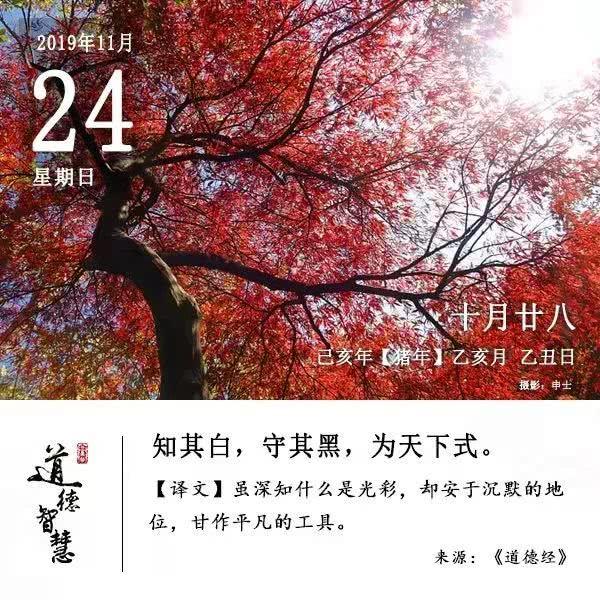 2019年11月
24
星期日
十月廿八
己亥年【猪年】乙亥月 乙丑日
摄影：申士
知其白，守其黑，为天下式。
【译文】虽深知什么是光彩，却安于沉默的地
位，甘作平凡的工具。
来源：《道德经》
道德智慧